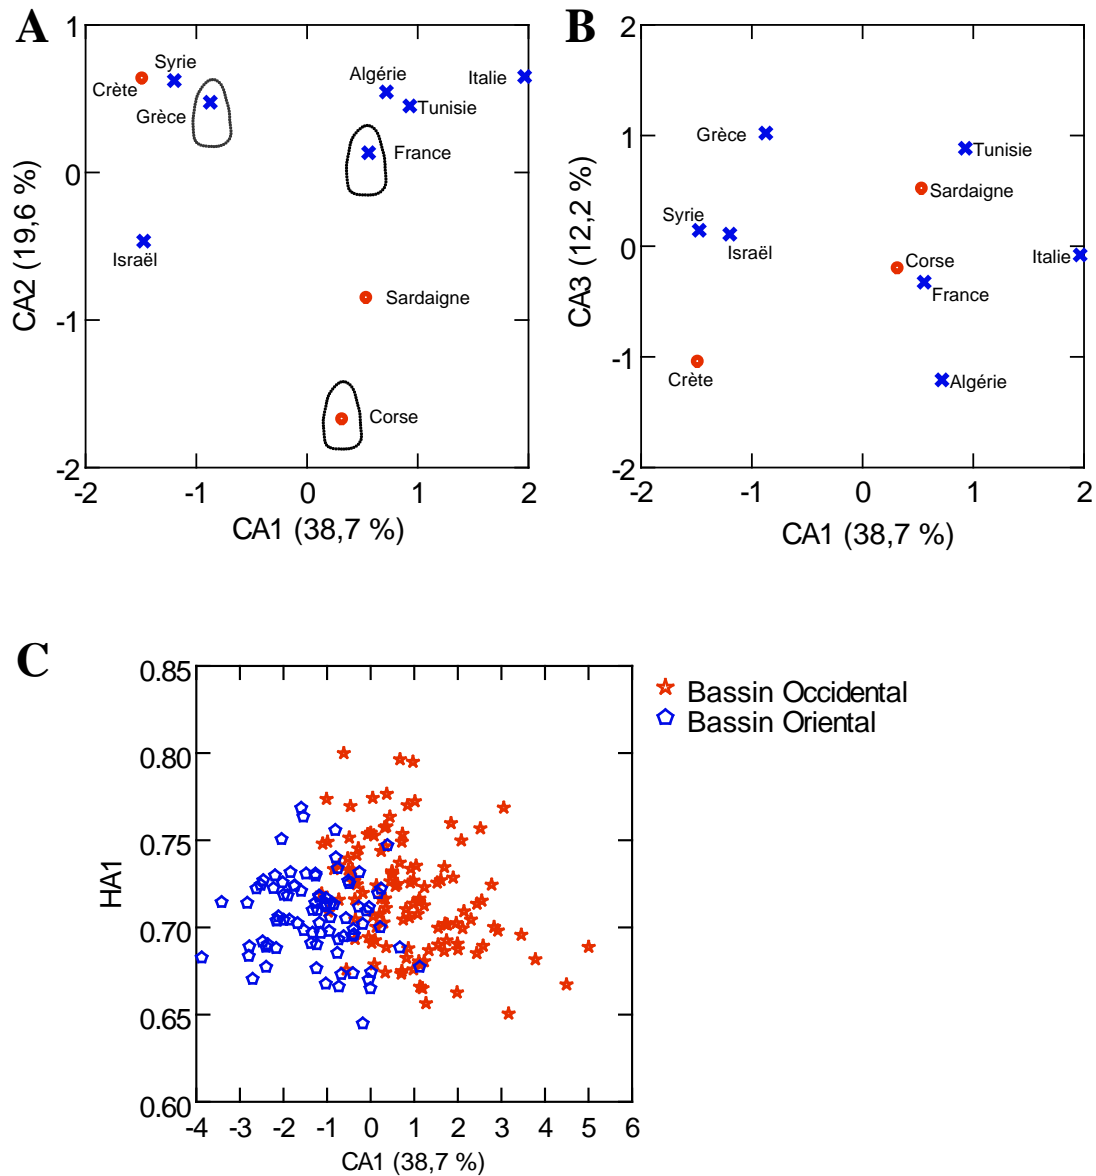 A
1
0
-1
-2
-2
-1
0
1
2
CA2 (19,6 %)
CA1 (38,7 %)
Syrie
Crète
Grèce
Algérie
Italie
Tunisie
France
Israël
Sardaigne
Corse
B
2
1
0
-1
-2
-2
-1
0
1
2
CA3 (12,2 %)
CA1 (38,7 %)
Grèce
Tunisie
Sardaigne
Syrie
Israël
Corse
Italie
France
Crète
Algérie
C
0.85
0.80
0.75
0.70
0.65
0.60
-4
-3
-2
-1
0
1
2
3
4
5
6
HA1
CA1 (38,7 %)
Bassin Occidental
Bassin Oriental